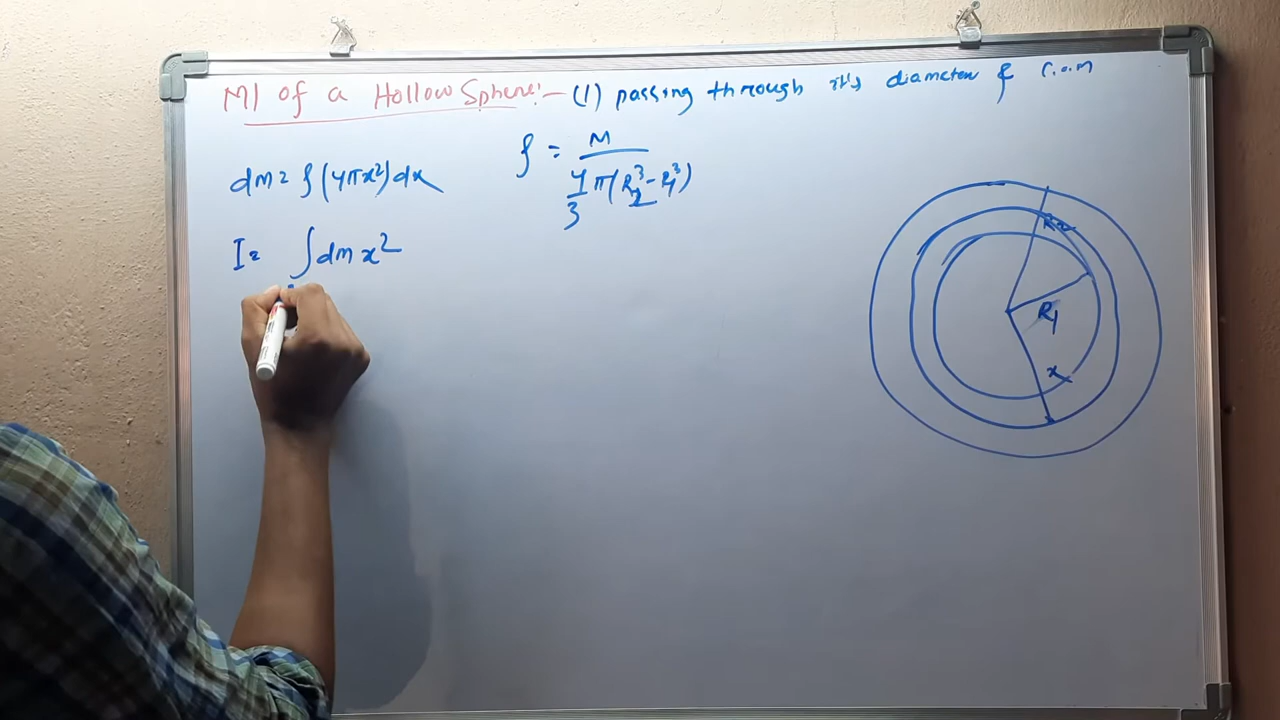 MI of a Hollow Sphere:- (1) passing through it's diameter & C.O.M
dm = ρ(4πx²)dx
ρ = M / 4/3 π(R₂³-R₁³)
I = ∫dm x²
R₂
R₁
x